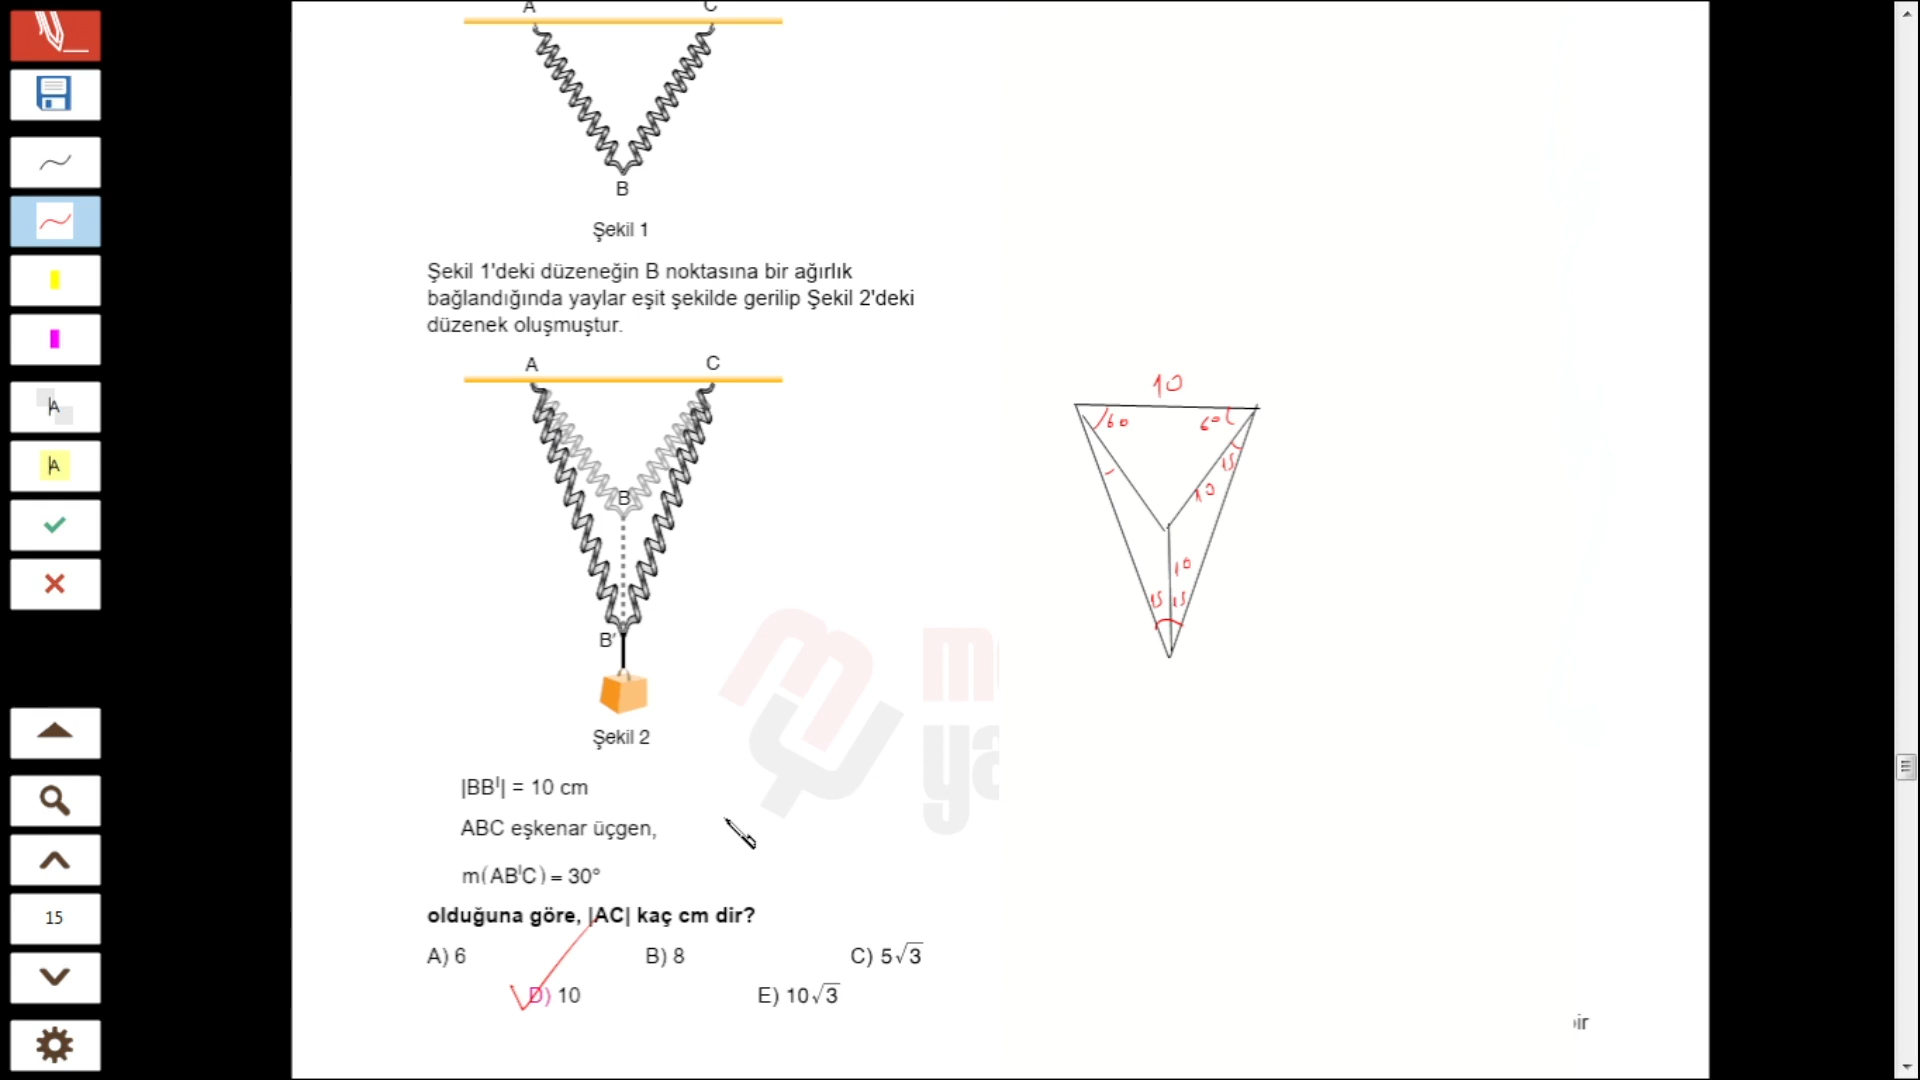 A C
B
Şekil 1
Şekil 1'deki düzeneğin B noktasına bir ağırlık
bağlandığında yaylar eşit şekilde gerilip Şekil 2'deki
düzenek oluşmuştur.
A C
B
B'
Şekil 2
|BB'| = 10 cm
ABC eşkenar üçgen,
m(AB'C) = 30°
olduğuna göre, |AC| kaç cm dir?
A) 6 B) 8 C) 5√3
D) 10 E) 10√3
10
60 60
15
10
10
15 15
A
A
15